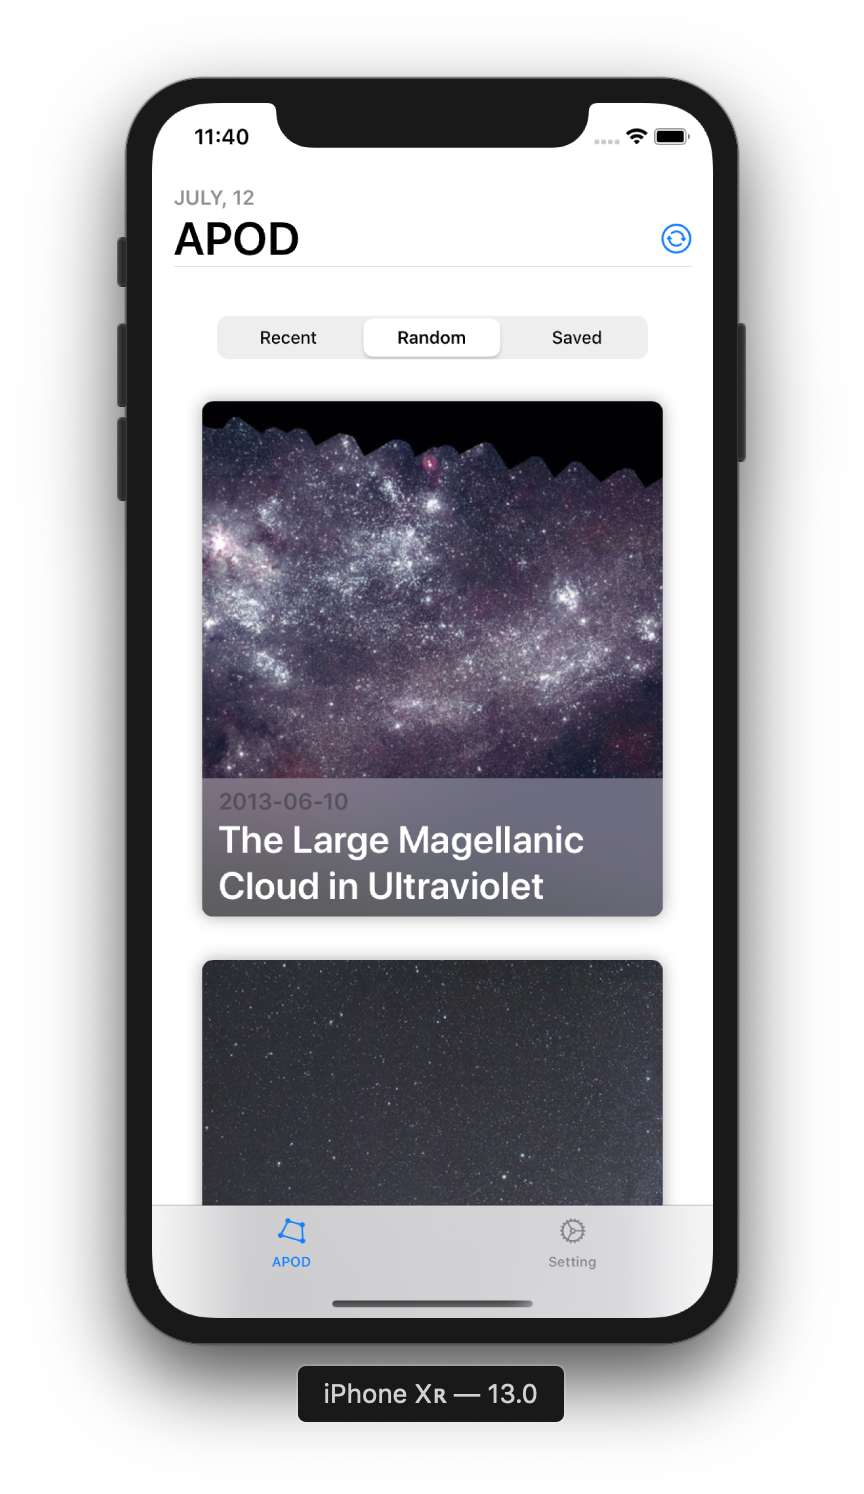 11:40
JULY, 12
APOD
Recent Random Saved
2013-06-10
The Large Magellanic
Cloud in Ultraviolet
APOD Setting
iPhone Xʀ — 13.0